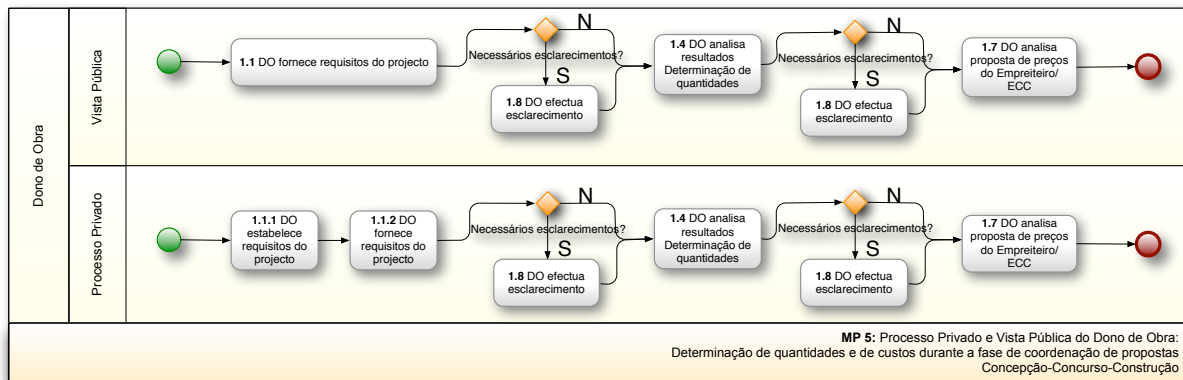 Dono de Obra
Vista Pública
1.1 DO fornece requisitos do projecto
Necessários esclarecimentos?
N
S
1.8 DO efectua
esclarecimento
1.4 DO analisa
resultados
Determinação de
quantidades
Necessários esclarecimentos?
N
S
1.8 DO efectua
esclarecimento
1.7 DO analisa
proposta de preços
do Empreiteiro/
ECC
Processo Privado
1.1.1 DO
estabelece
requisitos do
projecto
1.1.2 DO
fornece
requisitos do
projecto
Necessários esclarecimentos?
N
S
1.8 DO efectua
esclarecimento
1.4 DO analisa
resultados
Determinação de
quantidades
Necessários esclarecimentos?
N
S
1.8 DO efectua
esclarecimento
1.7 DO analisa
proposta de preços
do Empreiteiro/
ECC
MP 5: Processo Privado e Vista Pública do Dono de Obra:
Determinação de quantidades e de custos durante a fase de coordenação de propostas
Concepção-Concurso-Construção